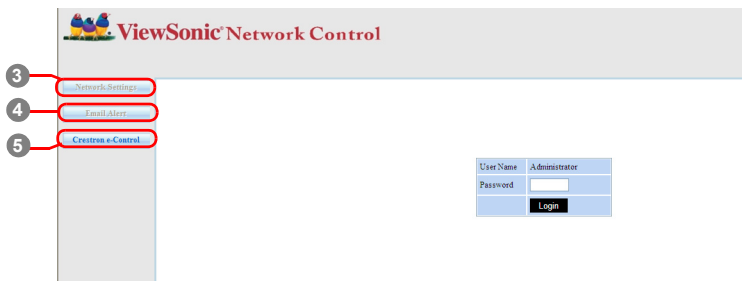 ViewSonic® Network Control
3 Network Settings
4 Email Alert
5 Crestron e-Control
User Name Administrator
Password
Login